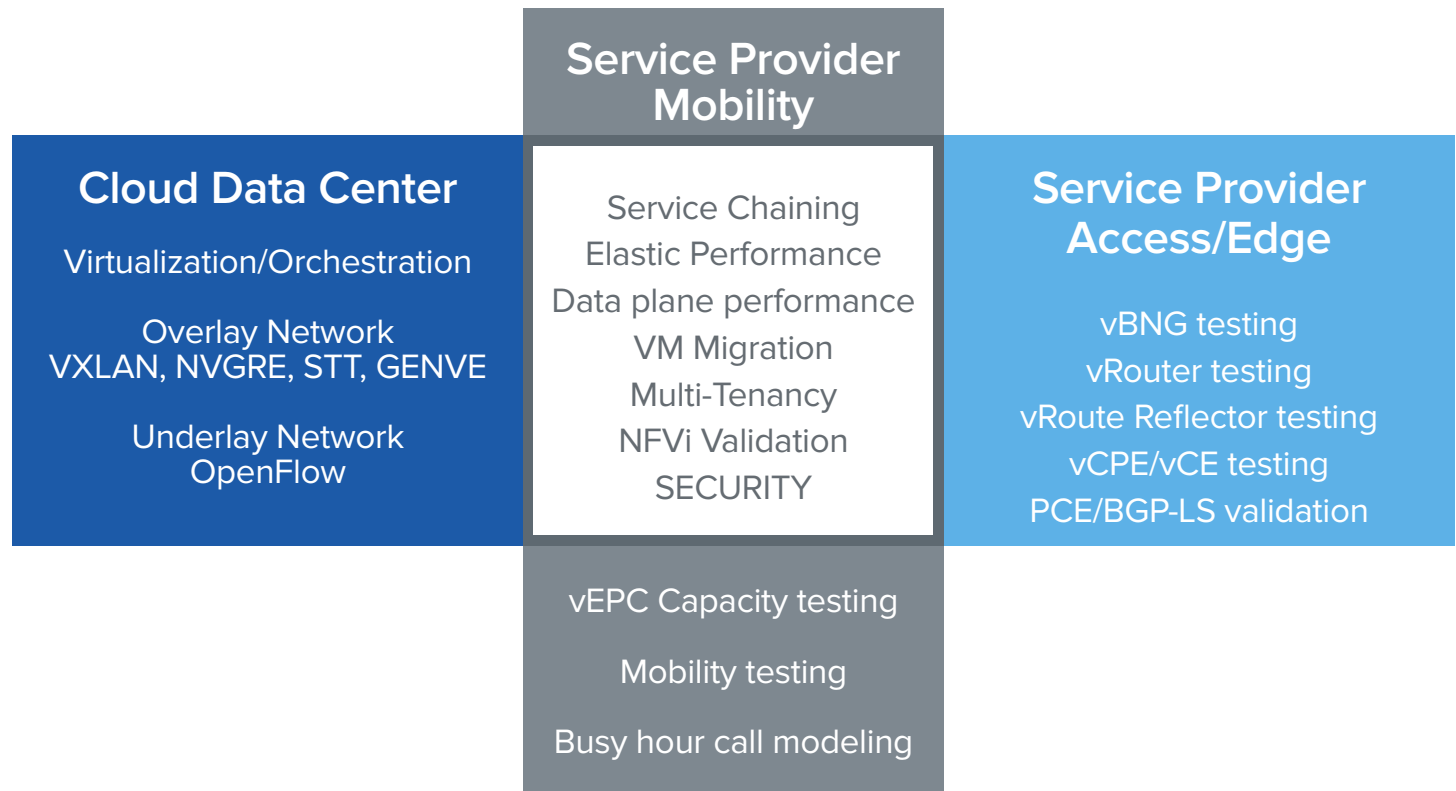 Service Provider
Mobility
Cloud Data Center
Virtualization/Orchestration
Overlay Network
VXLAN, NVGRE, STT, GENVE
Underlay Network
OpenFlow
Service Chaining
Elastic Performance
Data plane performance
VM Migration
Multi-Tenancy
NFVi Validation
SECURITY
Service Provider
Access/Edge
vBNG testing
vRouter testing
vRoute Reflector testing
vCPE/vCE testing
PCE/BGP-LS validation
vEPC Capacity testing
Mobility testing
Busy hour call modeling